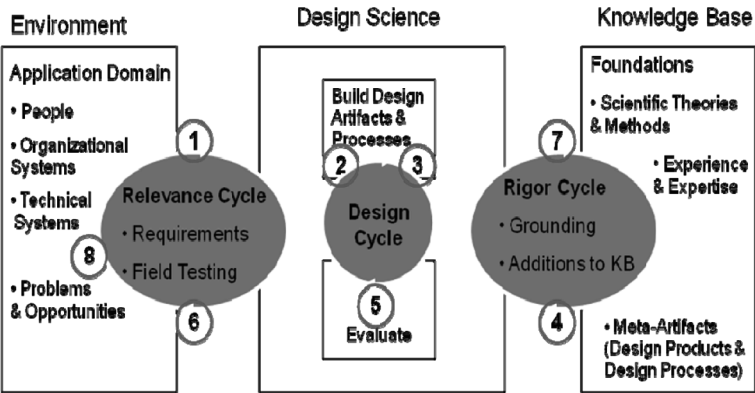 Environment
Design Science
Knowledge Base
Application Domain
• People
• Organizational
Systems
• Technical
Systems
• Problems
& Opportunities
1
Relevance Cycle
• Requirements
• Field Testing
8
6
Build Design
Artifacts &
Processes
2
3
Design
Cycle
5
Evaluate
7
Rigor Cycle
• Grounding
• Additions to KB
4
Foundations
• Scientific Theories
& Methods
• Experience
& Expertise
• Meta-Artifacts
(Design Products &
Design Processes)